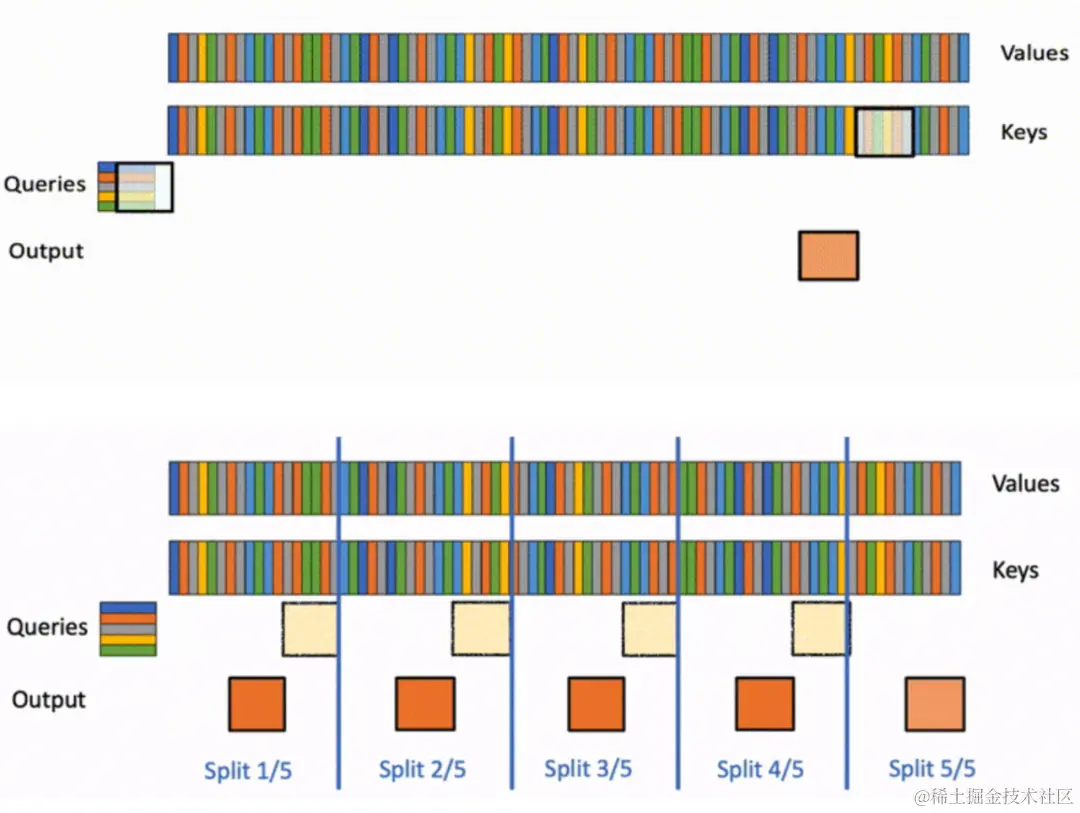 Values
Keys
Queries
Output
Values
Keys
Queries
Output
Split 1/5 Split 2/5 Split 3/5 Split 4/5 Split 5/5
@稀土掘金技术社区